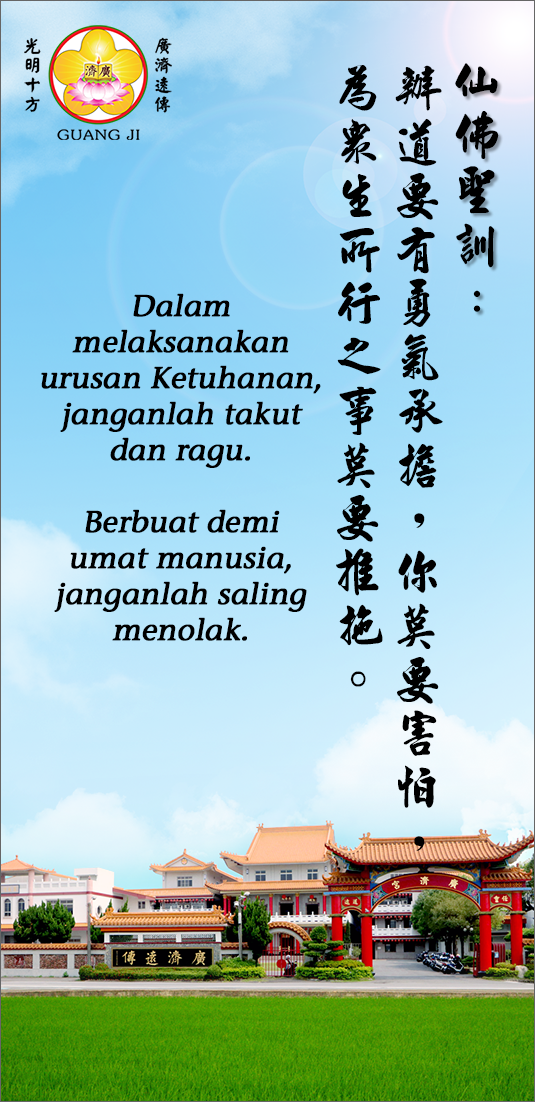 廣濟遠傳
光明十方
廣濟
GUANG JI
仙佛聖訓：
辦道要有勇氣承擔，你莫要害怕，
為衆生所行之事莫要推拖。
Dalam
melaksanakan
urusan Ketuhanan,
janganlah takut
dan ragu.
Berbuat demi
umat manusia,
janganlah saling
menolak.
廣濟宮
廣濟遠傳